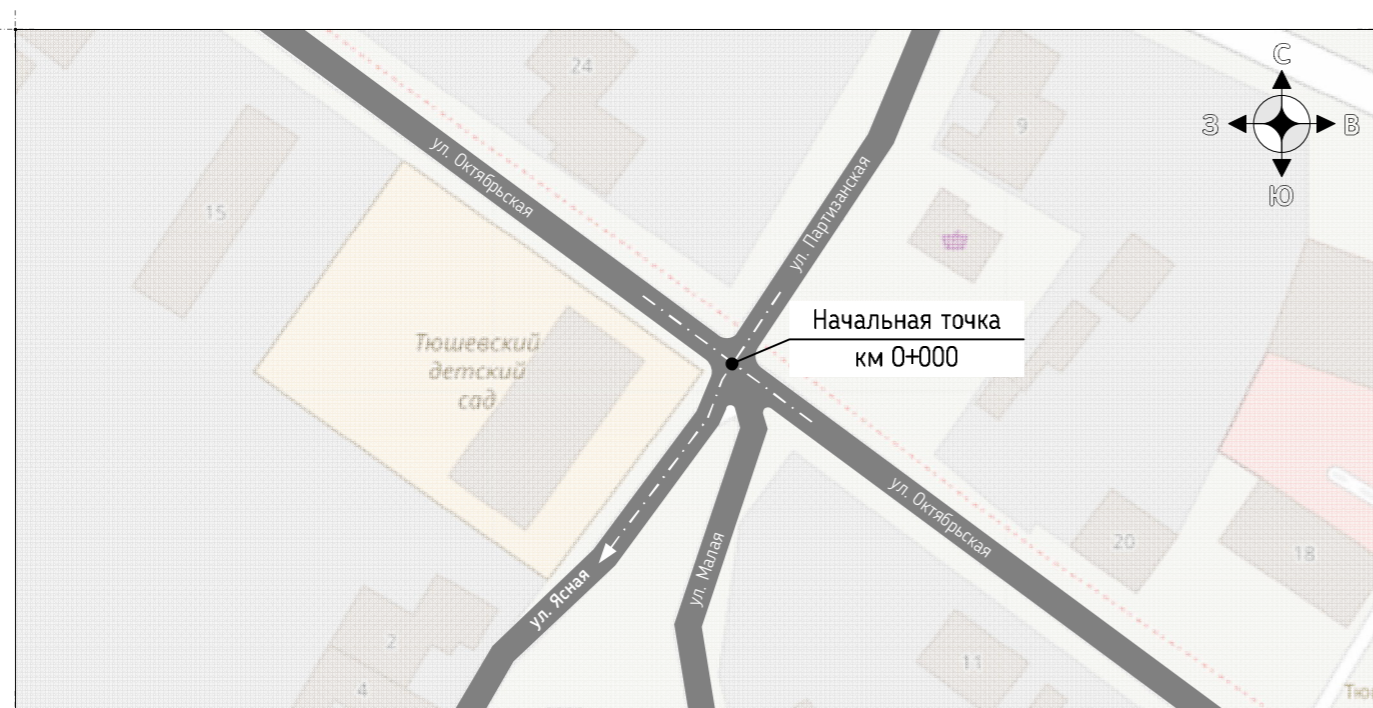 24
С
З
В
Ю
9
ул. Октябрьская
ул. Партизанская
15
Начальная точка
км 0+000
Тюшевский
детский
сад
ул. Октябрьская
20
18
ул. Малая
ул. Ясная
2
11
4
Тюш